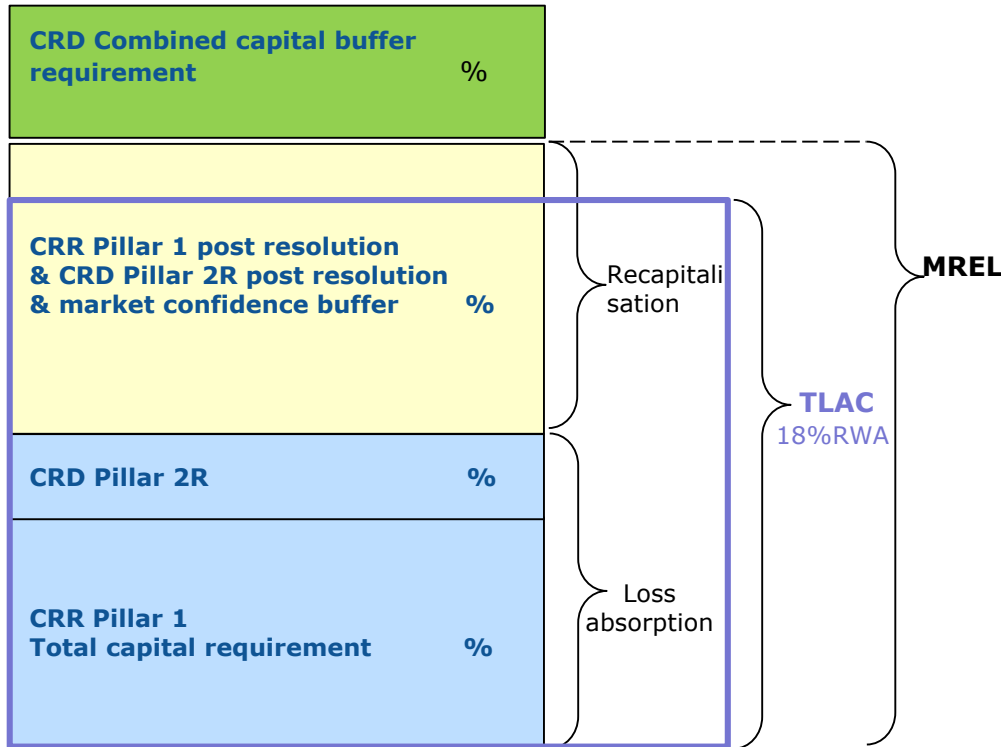 CRD Combined capital buffer
requirement %
CRR Pillar 1 post resolution
& CRD Pillar 2R post resolution
& market confidence buffer %
Recapitali
sation
MREL
TLAC
18%RWA
CRD Pillar 2R %
CRR Pillar 1
Total capital requirement %
Loss
absorption